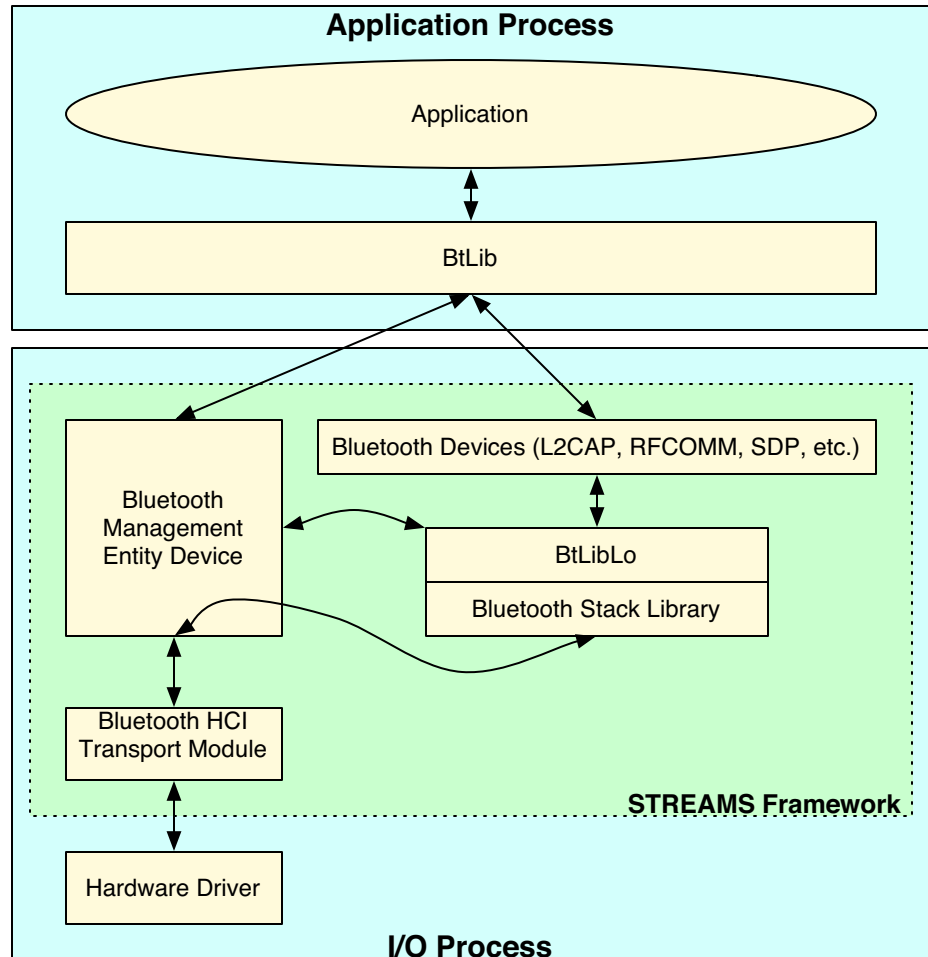 Application Process
Application
BtLib
Bluetooth Devices (L2CAP, RFCOMM, SDP, etc.)
Bluetooth
Management
Entity Device
BtLibLo
Bluetooth Stack Library
Bluetooth HCI
Transport Module
STREAMS Framework
Hardware Driver
I/O Process